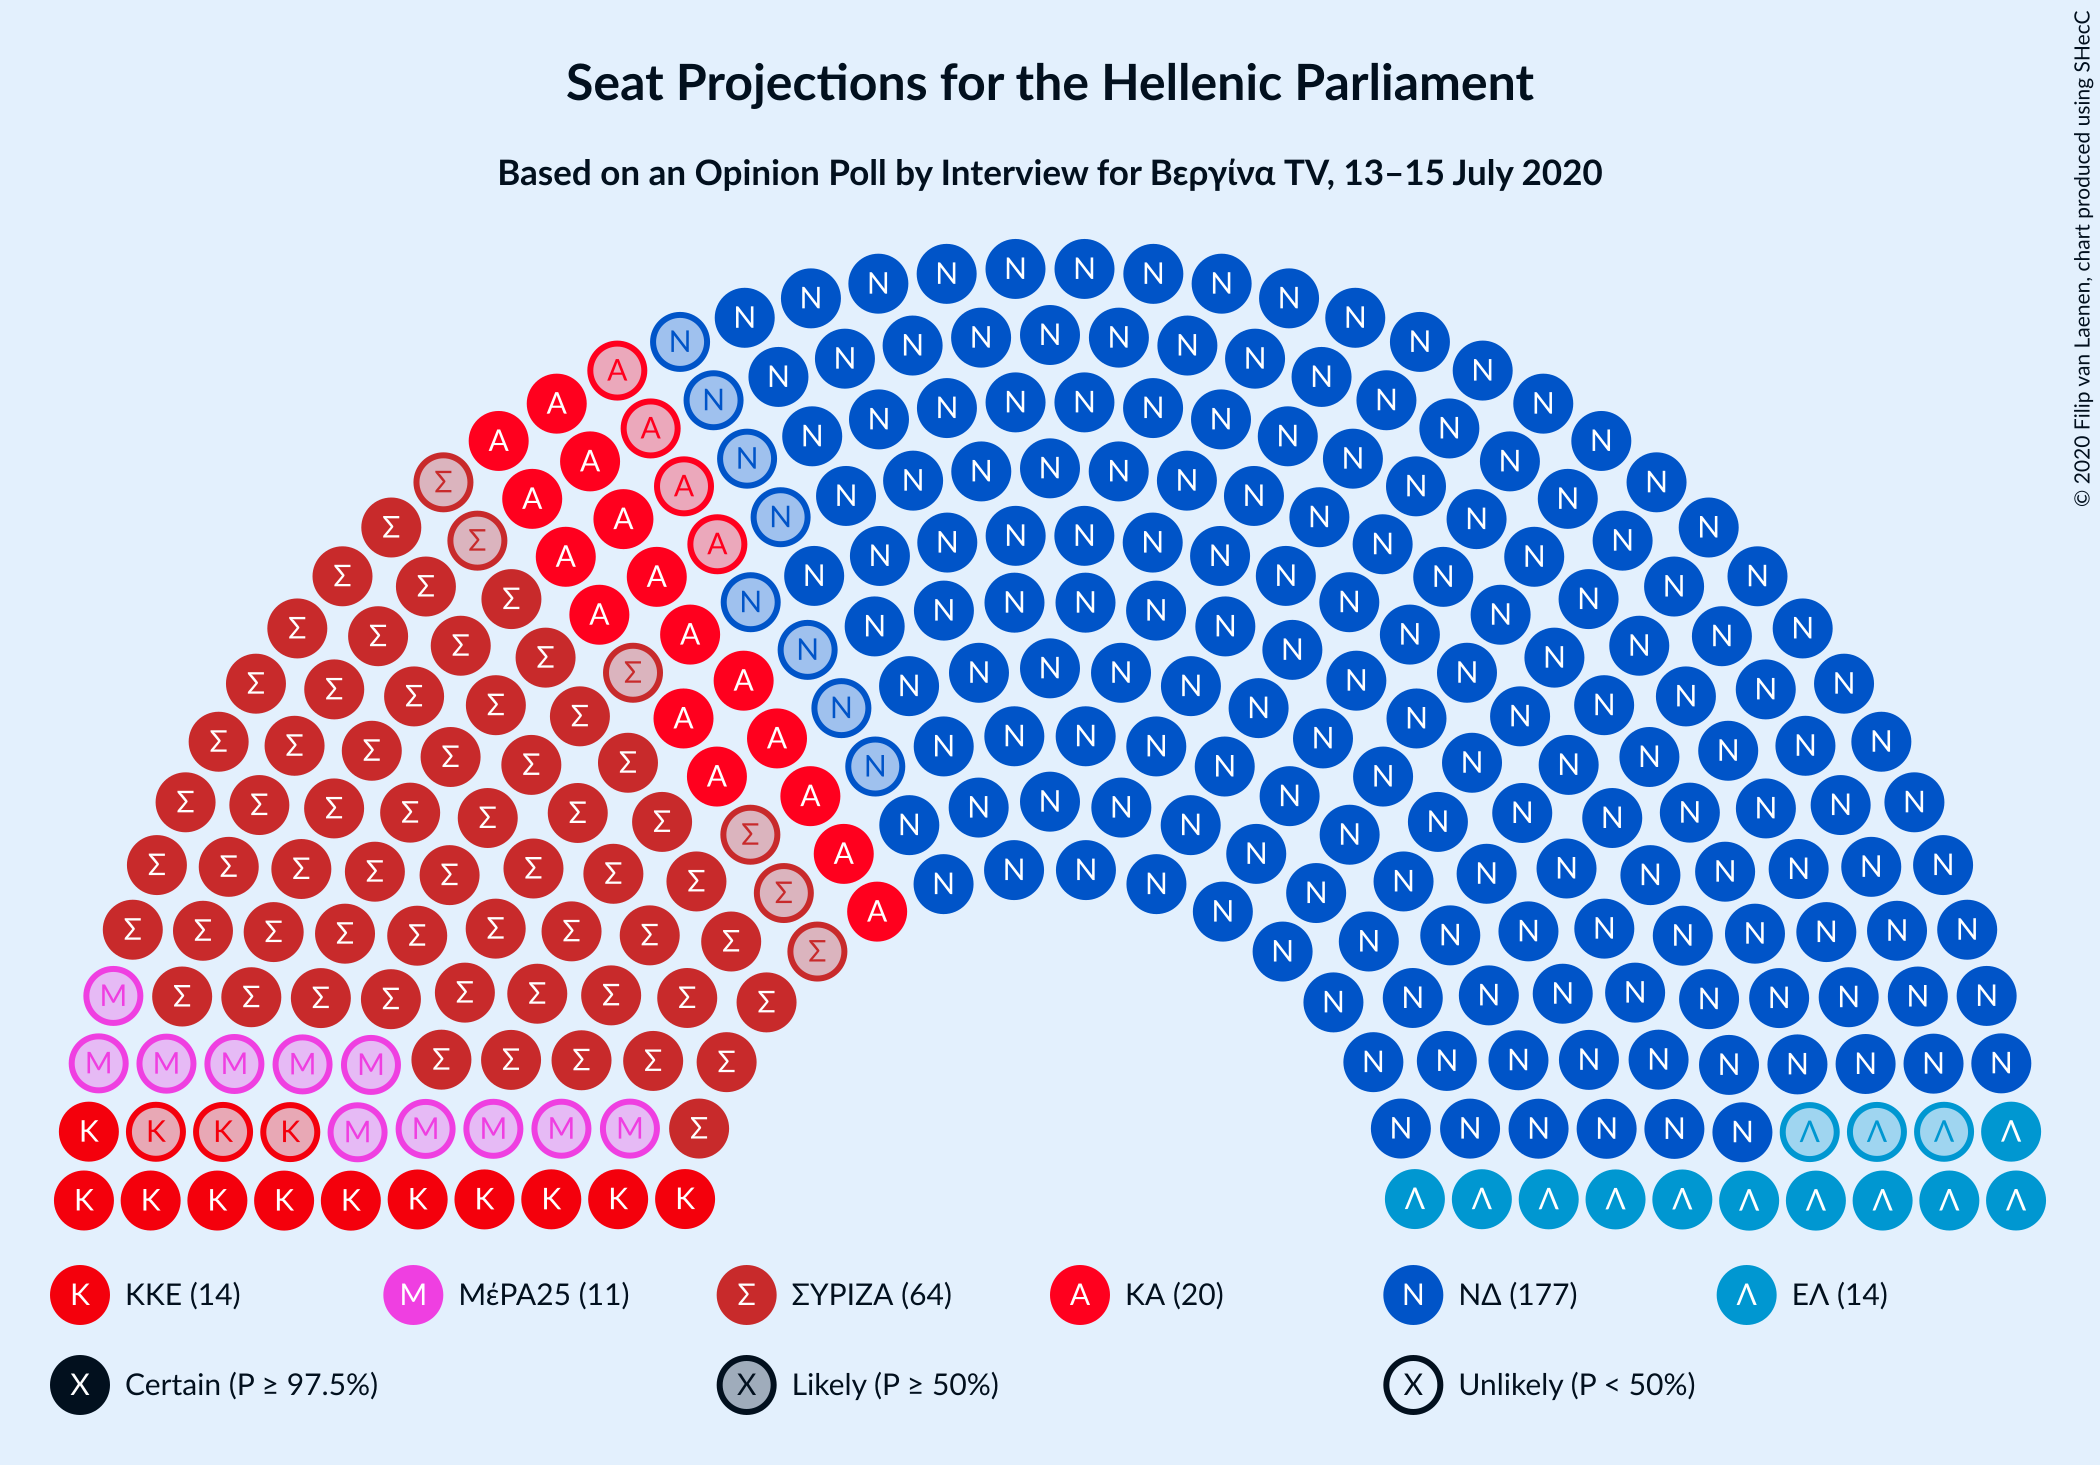 Seat Projections for the Hellenic Parliament
Based on an Opinion Poll by Interview for Βεργίνα TV, 13–15 July 2020
© 2020 Filip van Laenen, chart produced using SHecC
Κ ΚΚΕ (14)
Μ ΜέΡΑ25 (11)
Σ ΣΥΡΙΖΑ (64)
Α ΚΑ (20)
Ν ΝΔ (177)
Λ ΕΛ (14)
X Certain (P ≥ 97.5%)
X Likely (P ≥ 50%)
X Unlikely (P < 50%)